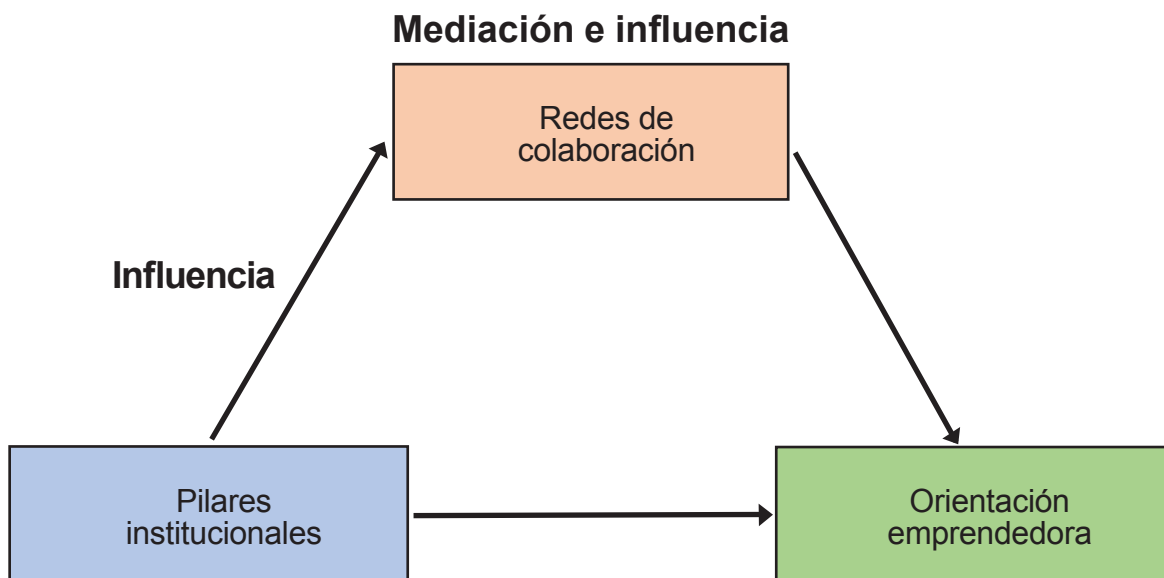 Mediación e influencia
Redes de
colaboración
Influencia
Pilares
institucionales
Orientación
emprendedora